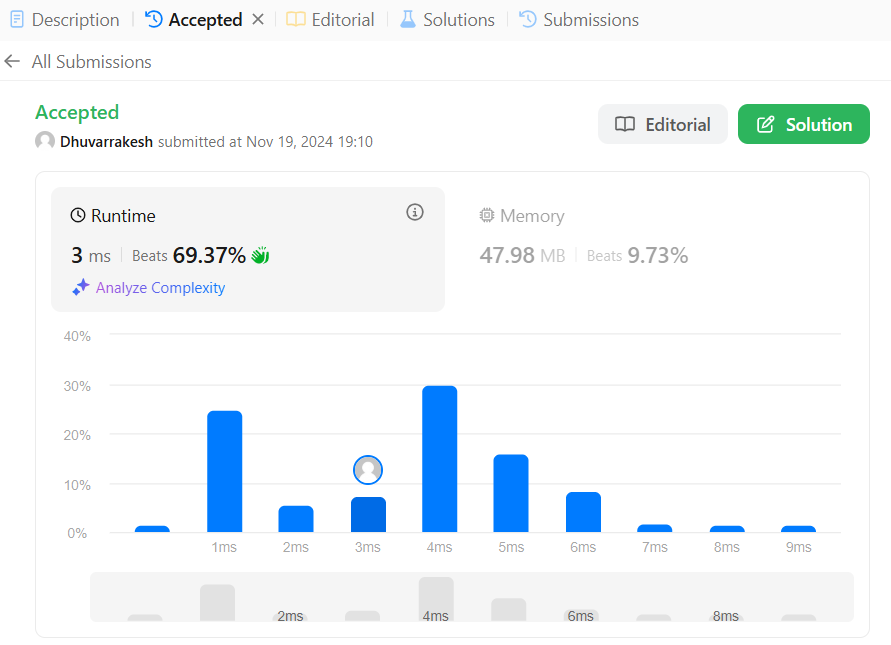 Description Accepted Editorial Solutions Submissions
All Submissions
Accepted
Dhuvarrakesh submitted at Nov 19, 2024 19:10
Editorial
Solution
Runtime
3 ms Beats 69.37%
Analyze Complexity
Memory
47.98 MB Beats 9.73%
40%
30%
20%
10%
0%
1ms 2ms 3ms 4ms 5ms 6ms 7ms 8ms 9ms
2ms 4ms 6ms 8ms